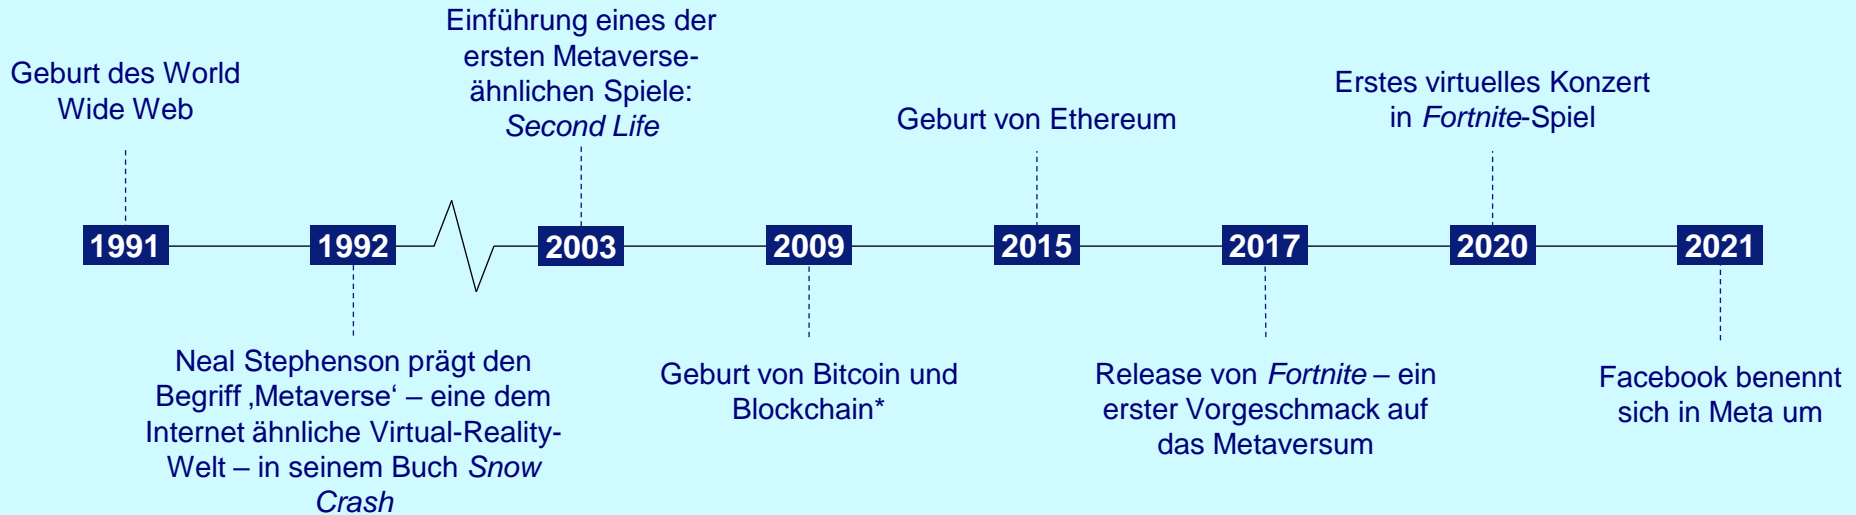 Geburt des World
Wide Web
Einführung eines der
ersten Metaverse-
ähnlichen Spiele:
Second Life
Geburt von Ethereum
Erstes virtuelles Konzert
in Fortnite-Spiel
1991
1992
2003
2009
2015
2017
2020
2021
Neal Stephenson prägt den
Begriff ‚Metaverse‘ – eine dem
Internet ähnliche Virtual-Reality-
Welt – in seinem Buch Snow
Crash
Geburt von Bitcoin und
Blockchain*
Release von Fortnite – ein
erster Vorgeschmack auf
das Metaversum
Facebook benennt
sich in Meta um